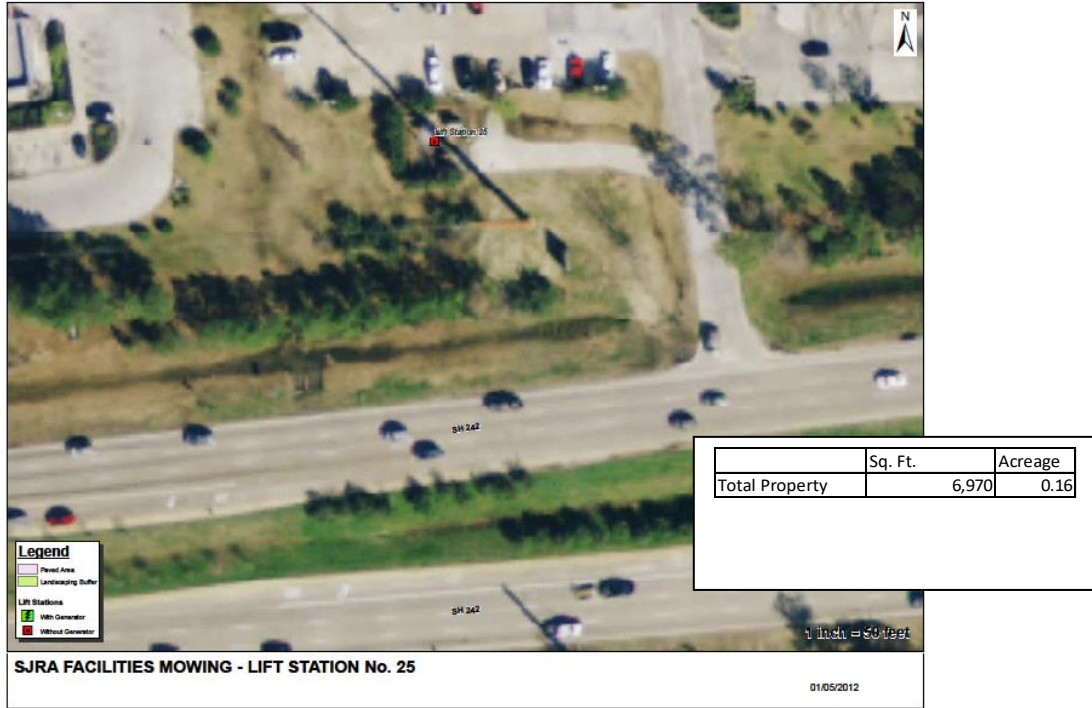 N
Lift Station 25
SH 242
Sq. Ft. Acreage
Total Property 6,970 0.16
Legend
Paved Area
Landscaping Buffer
Lift Stations
With Generator
Without Generator
SH 242
1 inch = 50 feet
SJRA FACILITIES MOWING - LIFT STATION No. 25
01/05/2012